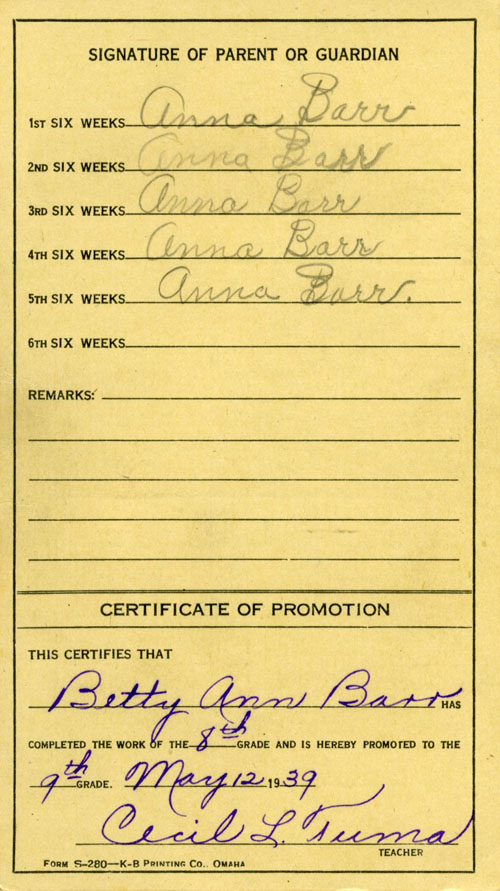 SIGNATURE OF PARENT OR GUARDIAN
1ST SIX WEEKS Anna Barr
2ND SIX WEEKS Anna Barr
3RD SIX WEEKS Anna Barr
4TH SIX WEEKS Anna Barr
5TH SIX WEEKS Anna Barr.
6TH SIX WEEKS
REMARKS:
CERTIFICATE OF PROMOTION
THIS CERTIFIES THAT
Betty Ann Barr HAS
COMPLETED THE WORK OF THE 8th GRADE AND IS HEREBY PROMOTED TO THE
9th GRADE. May 12 1939
Cecil L. Tuma
TEACHER
FORM S-280—K-B PRINTING CO., OMAHA